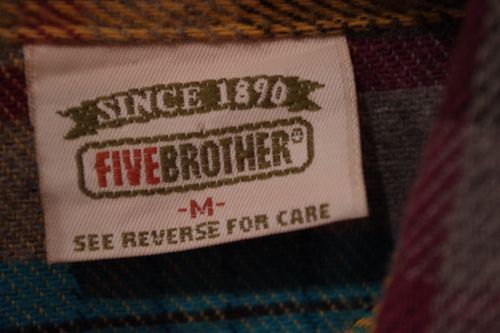 SINCE 1890
FIVEBROTHER®
-M-
SEE REVERSE FOR CARE